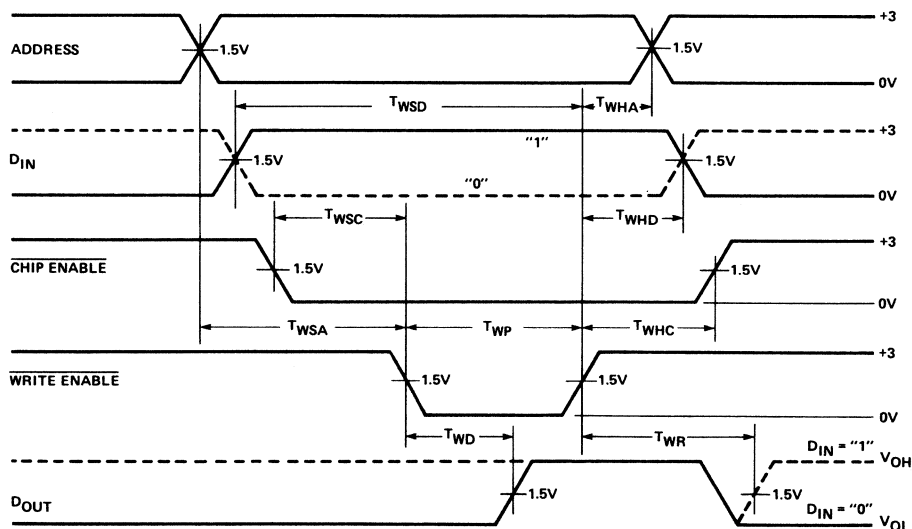 +3
ADDRESS
1.5V
1.5V
0V
TWSD
TWHA
+3
"1"
DIN
1.5V
1.5V
"0"
0V
TWSC
TWHD
+3
CHIP ENABLE
1.5V
1.5V
0V
TWSA
TWP
TWHC
+3
WRITE ENABLE
1.5V
1.5V
0V
TWD
TWR
DIN = "1"
VOH
DOUT
1.5V
1.5V
DIN = "0"
VOL